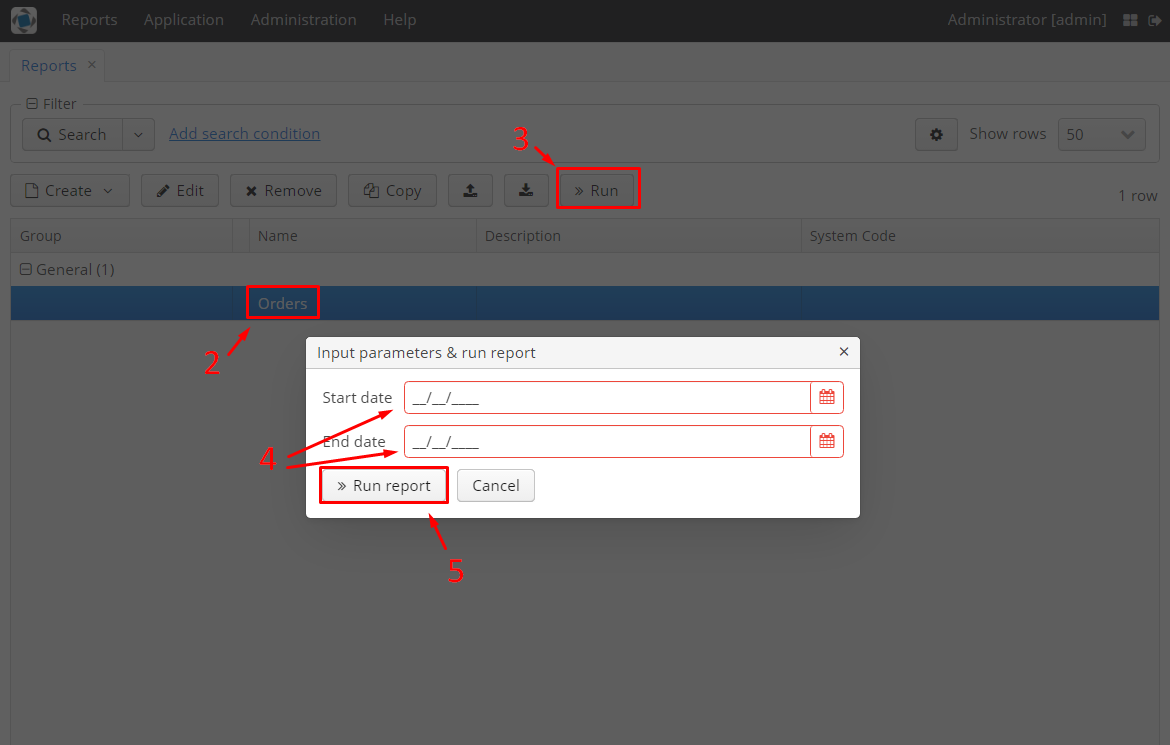 Reports Application Administration Help Administrator [admin]
Reports ×
Filter
Search Add search condition Show rows 50
3
Create Edit Remove Copy Run 1 row
Group Name Description System Code
General (1)
Orders
2
Input parameters & run report ×
Start date __/__/____
End date __/__/____
4
Run report Cancel
5